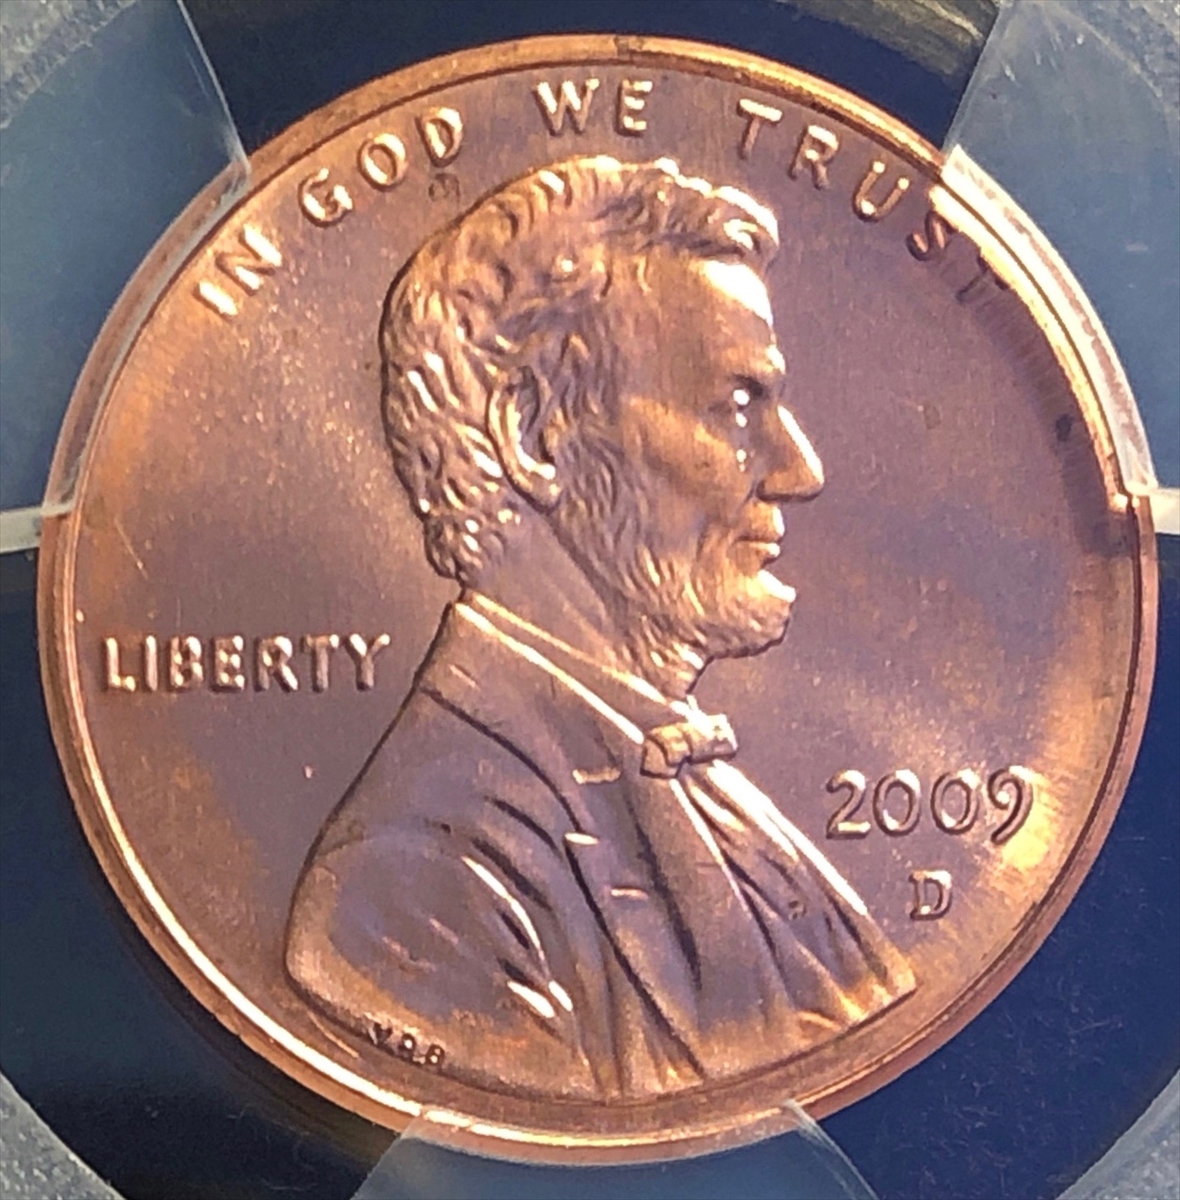 IN GOD WE TRUST
LIBERTY
2009
D
VDB